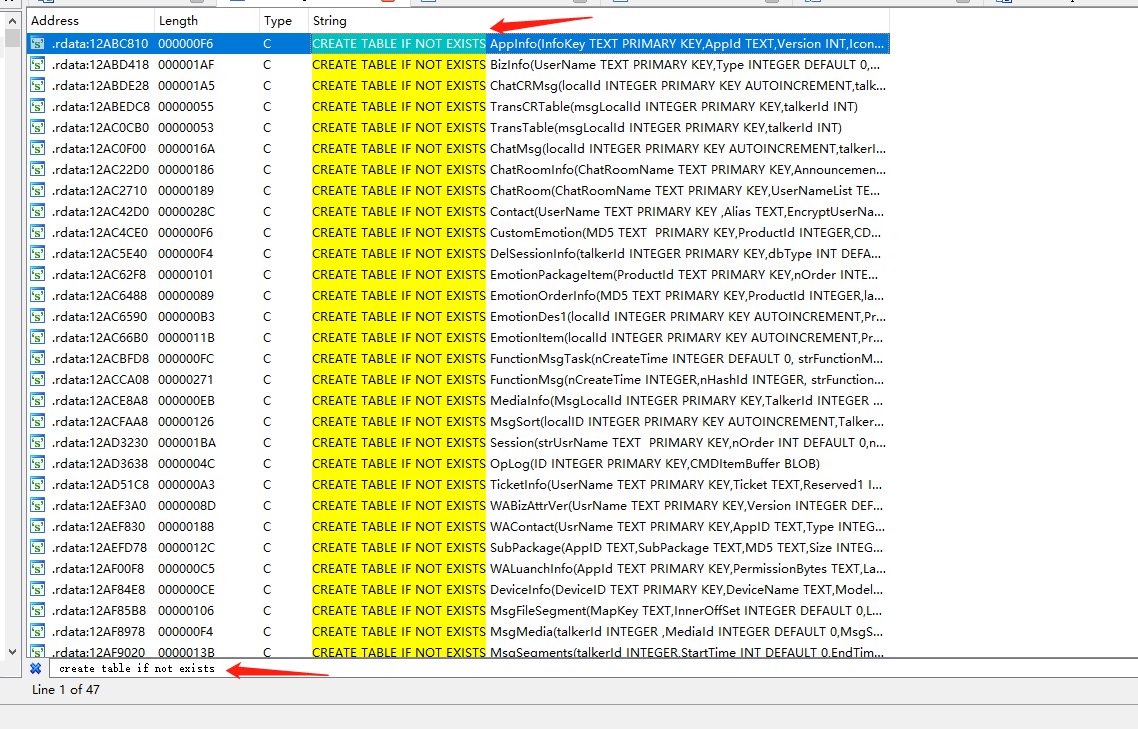 Address Length Type String
.rdata:12ABC810 000000F6 C CREATE TABLE IF NOT EXISTS AppInfo(InfoKey TEXT PRIMARY KEY,AppId TEXT,Version INT,Icon...
.rdata:12ABD418 000001AF C CREATE TABLE IF NOT EXISTS BizInfo(UserName TEXT PRIMARY KEY,Type INTEGER DEFAULT 0,...
.rdata:12ABDE28 000001A5 C CREATE TABLE IF NOT EXISTS ChatCRMsg(localId INTEGER PRIMARY KEY AUTOINCREMENT,talk...
.rdata:12ABEDC8 00000055 C CREATE TABLE IF NOT EXISTS TransCRTable(msgLocalId INTEGER PRIMARY KEY,talkerId INT)
.rdata:12AC0CB0 00000053 C CREATE TABLE IF NOT EXISTS TransTable(msgLocalId INTEGER PRIMARY KEY,talkerId INT)
.rdata:12AC0F00 0000016A C CREATE TABLE IF NOT EXISTS ChatMsg(localId INTEGER PRIMARY KEY AUTOINCREMENT,talkerI...
.rdata:12AC22D0 00000186 C CREATE TABLE IF NOT EXISTS ChatRoomInfo(ChatRoomName TEXT PRIMARY KEY,Announcemen...
.rdata:12AC2710 00000189 C CREATE TABLE IF NOT EXISTS ChatRoom(ChatRoomName TEXT PRIMARY KEY,UserNameList TE...
.rdata:12AC42D0 0000028C C CREATE TABLE IF NOT EXISTS Contact(UserName TEXT PRIMARY KEY ,Alias TEXT,EncryptUserNa...
.rdata:12AC4CE0 000000F6 C CREATE TABLE IF NOT EXISTS CustomEmotion(MD5 TEXT  PRIMARY KEY,ProductId INTEGER,CD...
.rdata:12AC5E40 000000F4 C CREATE TABLE IF NOT EXISTS DelSessionInfo(talkerId INTEGER PRIMARY KEY,dbType INT DEFA...
.rdata:12AC62F8 00000101 C CREATE TABLE IF NOT EXISTS EmotionPackageItem(ProductId TEXT PRIMARY KEY,nOrder INTE...
.rdata:12AC6488 00000089 C CREATE TABLE IF NOT EXISTS EmotionOrderInfo(MD5 TEXT PRIMARY KEY,ProductId INTEGER,la...
.rdata:12AC6590 000000B3 C CREATE TABLE IF NOT EXISTS EmotionDes1(localId INTEGER PRIMARY KEY AUTOINCREMENT,Pr...
.rdata:12AC66B0 0000011B C CREATE TABLE IF NOT EXISTS EmotionItem(localId INTEGER PRIMARY KEY AUTOINCREMENT,Pr...
.rdata:12ACBFD8 000000FC C CREATE TABLE IF NOT EXISTS FunctionMsgTask(nCreateTime INTEGER DEFAULT 0, strFunctionM...
.rdata:12ACCA08 00000271 C CREATE TABLE IF NOT EXISTS FunctionMsg(nCreateTime INTEGER,nHashId INTEGER, strFunction...
.rdata:12ACE8A8 000000EB C CREATE TABLE IF NOT EXISTS MediaInfo(MsgLocalId INTEGER PRIMARY KEY,TalkerId INTEGER ...
.rdata:12ACFAA8 00000126 C CREATE TABLE IF NOT EXISTS MsgSort(localID INTEGER PRIMARY KEY AUTOINCREMENT,Talker...
.rdata:12AD3230 000001BA C CREATE TABLE IF NOT EXISTS Session(strUsrName TEXT  PRIMARY KEY,nOrder INT DEFAULT 0,n...
.rdata:12AD3638 0000004C C CREATE TABLE IF NOT EXISTS OpLog(ID INTEGER PRIMARY KEY,CMDItemBuffer BLOB)
.rdata:12AD51C8 000000A3 C CREATE TABLE IF NOT EXISTS TicketInfo(UserName TEXT PRIMARY KEY,Ticket TEXT,Reserved1 I...
.rdata:12AEF3A0 0000008D C CREATE TABLE IF NOT EXISTS WABizAttrVer(UsrName TEXT PRIMARY KEY,Version INTEGER DEF...
.rdata:12AEF830 00000188 C CREATE TABLE IF NOT EXISTS WAContact(UsrName TEXT PRIMARY KEY,AppID TEXT,Type INTEG...
.rdata:12AEFD78 0000012C C CREATE TABLE IF NOT EXISTS SubPackage(AppID TEXT,SubPackage TEXT,MD5 TEXT,Size INTEG...
.rdata:12AF00F8 000000C5 C CREATE TABLE IF NOT EXISTS WALuanchInfo(AppId TEXT PRIMARY KEY,PermissionBytes TEXT,La...
.rdata:12AF84E8 000000CE C CREATE TABLE IF NOT EXISTS DeviceInfo(DeviceID TEXT PRIMARY KEY,DeviceName TEXT,Model...
.rdata:12AF85B8 00000106 C CREATE TABLE IF NOT EXISTS MsgFileSegment(MapKey TEXT,InnerOffSet INTEGER DEFAULT 0,L...
.rdata:12AF8978 000000F4 C CREATE TABLE IF NOT EXISTS MsgMedia(talkerId INTEGER ,MediaId INTEGER DEFAULT 0,MsgS...
.rdata:12AF9020 0000013B C CREATE TABLE IF NOT EXISTS MsgSegments(talkerId INTEGER,StartTime INT DEFAULT 0,EndTim...
create table if not exists
Line 1 of 47